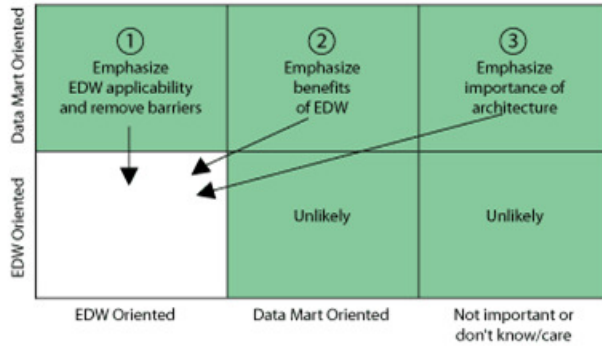 Data Mart Oriented
1
Emphasize
EDW applicability
and remove barriers
2
Emphasize
benefits
of EDW
3
Emphasize
importance of
architecture
EDW Oriented
Unlikely
Unlikely
EDW Oriented
Data Mart Oriented
Not important or
don't know/care